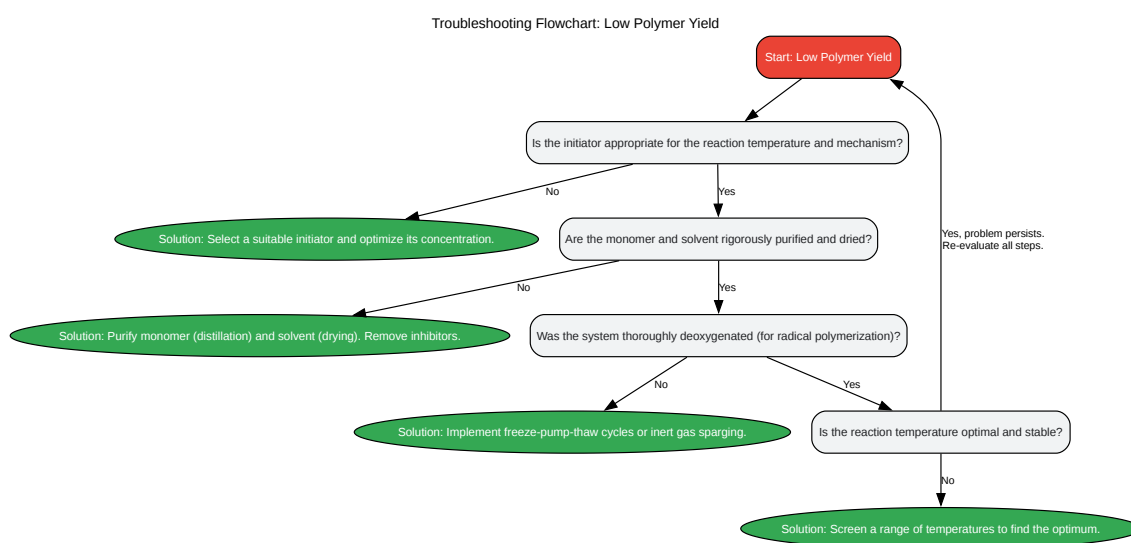 Troubleshooting Flowchart: Low Polymer Yield
Start: Low Polymer Yield
Is the initiator appropriate for the reaction temperature and mechanism?
No
Yes
Solution: Select a suitable initiator and optimize its concentration.
Are the monomer and solvent rigorously purified and dried?
Yes, problem persists.
Re-evaluate all steps.
No
Yes
Solution: Purify monomer (distillation) and solvent (drying). Remove inhibitors.
Was the system thoroughly deoxygenated (for radical polymerization)?
No
Yes
Solution: Implement freeze-pump-thaw cycles or inert gas sparging.
Is the reaction temperature optimal and stable?
No
Solution: Screen a range of temperatures to find the optimum.